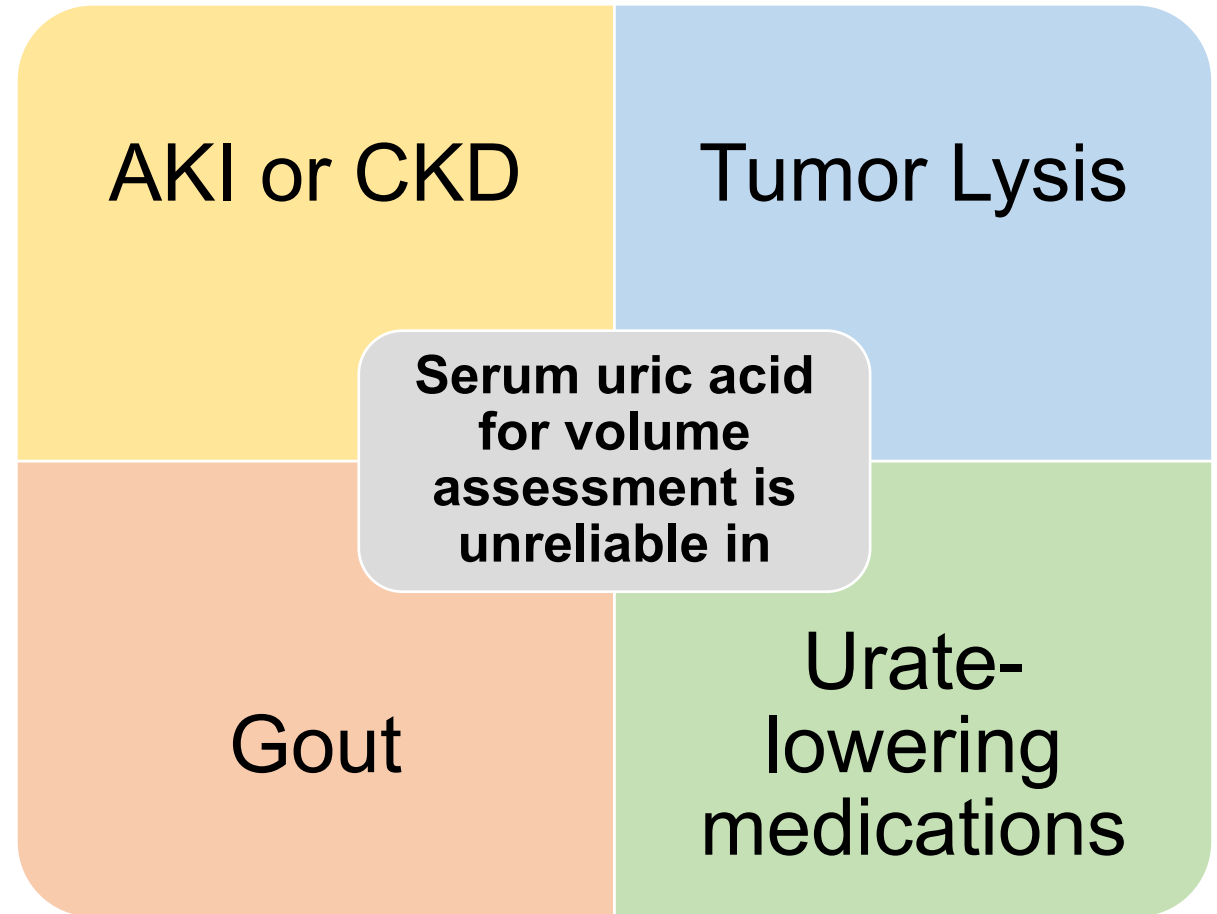 AKI or CKD
Tumor Lysis
Serum uric acid
for volume
assessment is
unreliable in
Gout
Urate-
lowering
medications